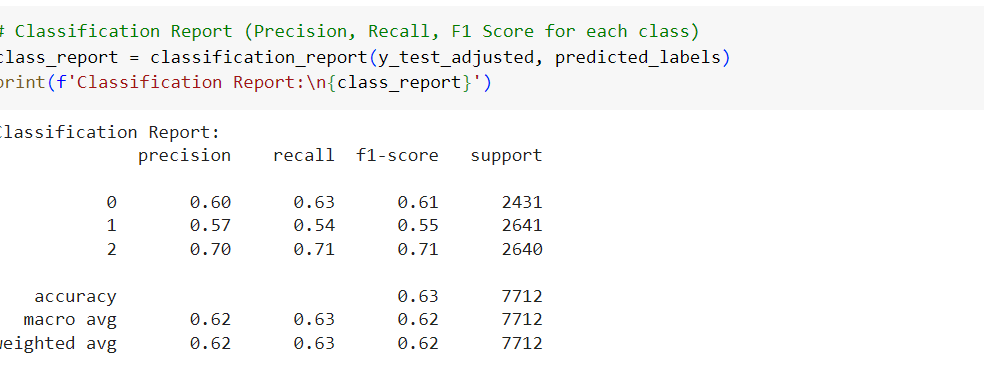 # Classification Report (Precision, Recall, F1 Score for each class)
class_report = classification_report(y_test_adjusted, predicted_labels)
print(f'Classification Report:\n{class_report}')
Classification Report:
precision recall f1-score support
0 0.60 0.63 0.61 2431
1 0.57 0.54 0.55 2641
2 0.70 0.71 0.71 2640
accuracy 0.63 7712
macro avg 0.62 0.63 0.62 7712
weighted avg 0.62 0.63 0.62 7712